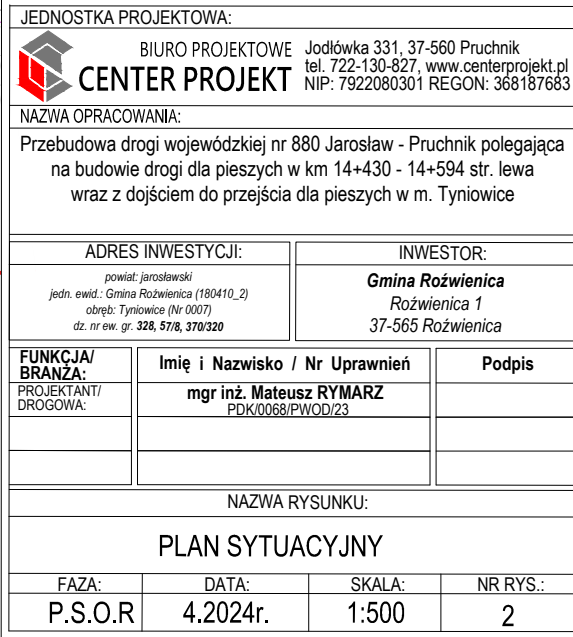 JEDNOSTKA PROJEKTOWA:
BIURO PROJEKTOWE
CENTER PROJEKT
Jodłówka 331, 37-560 Pruchnik
tel. 722-130-827, www.centerprojekt.pl
NIP: 7922080301 REGON: 368187683
NAZWA OPRACOWANIA:
Przebudowa drogi wojewódzkiej nr 880 Jarosław - Pruchnik polegająca
na budowie drogi dla pieszych w km 14+430 - 14+594 str. lewa
wraz z dojściem do przejścia dla pieszych w m. Tyniowice
ADRES INWESTYCJI:
powiat: jarosławski
jedn. ewid.: Gmina Roźwienica (180410_2)
obręb: Tyniowice (Nr 0007)
dz. nr ew. gr. 328, 57/8, 370/320
INWESTOR:
Gmina Roźwienica
Roźwienica 1
37-565 Roźwienica
FUNKCJA/
BRANŻA:
Imię i Nazwisko / Nr Uprawnień
Podpis
PROJEKTANT/
DROGOWA:
mgr inż. Mateusz RYMARZ
PDK/0068/PWOD/23
NAZWA RYSUNKU:
PLAN SYTUACYJNY
FAZA: DATA: SKALA: NR RYS.:
P.S.O.R 4.2024r. 1:500 2